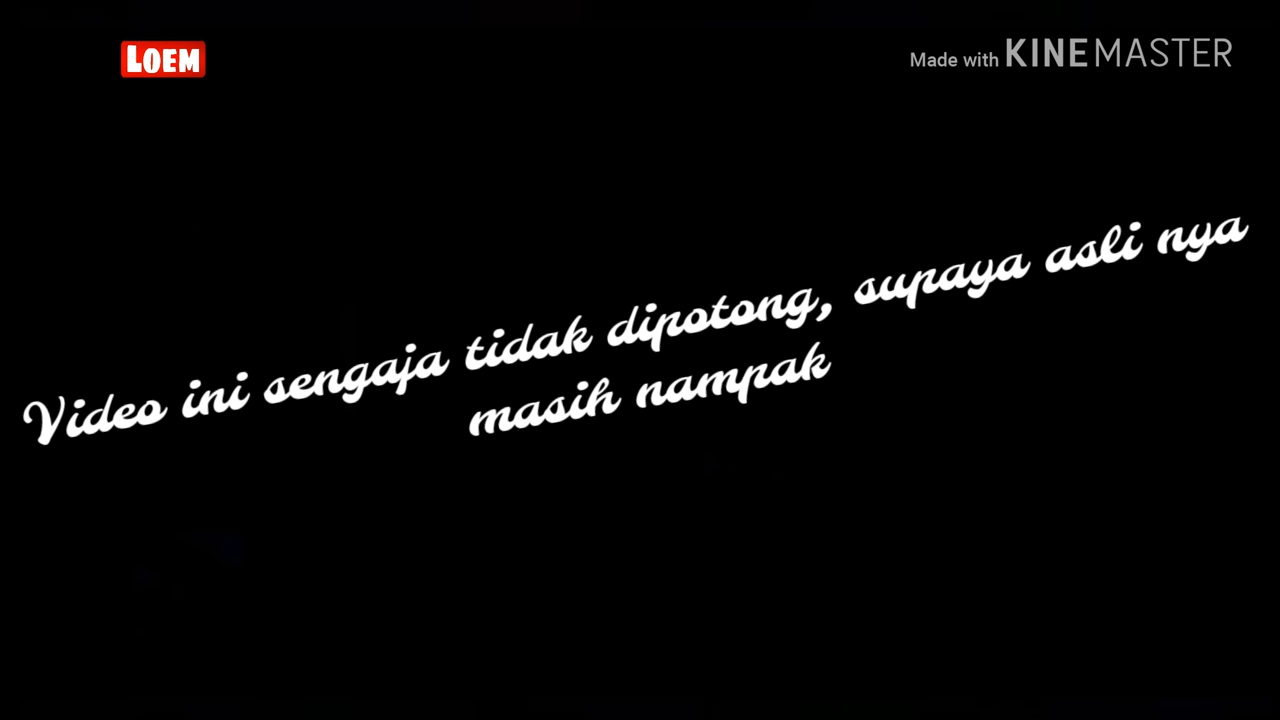 LOEM
Made with KINEMASTER
Video ini sengaja tidak dipotong, supaya asli nya
masih nampak